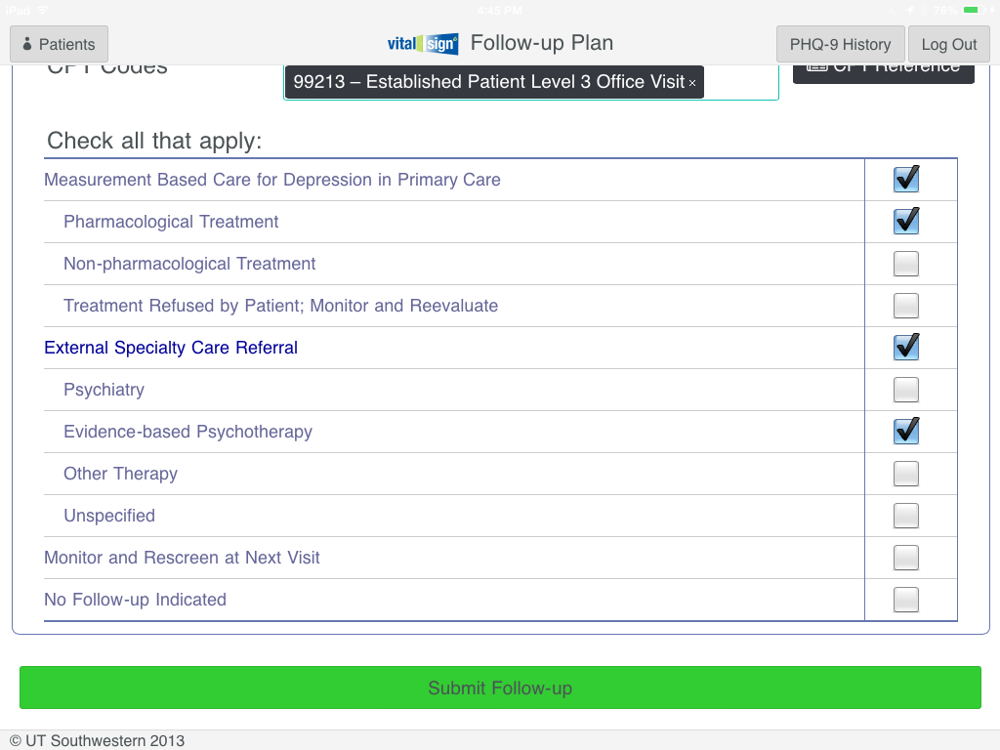 iPad 4:45 PM 76%
Patients vital sign Follow-up Plan PHQ-9 History Log Out
CPT Codes 99213 – Established Patient Level 3 Office Visit × CPT Reference
Check all that apply:
Measurement Based Care for Depression in Primary Care
Pharmacological Treatment
Non-pharmacological Treatment
Treatment Refused by Patient; Monitor and Reevaluate
External Specialty Care Referral
Psychiatry
Evidence-based Psychotherapy
Other Therapy
Unspecified
Monitor and Rescreen at Next Visit
No Follow-up Indicated
Submit Follow-up
© UT Southwestern 2013